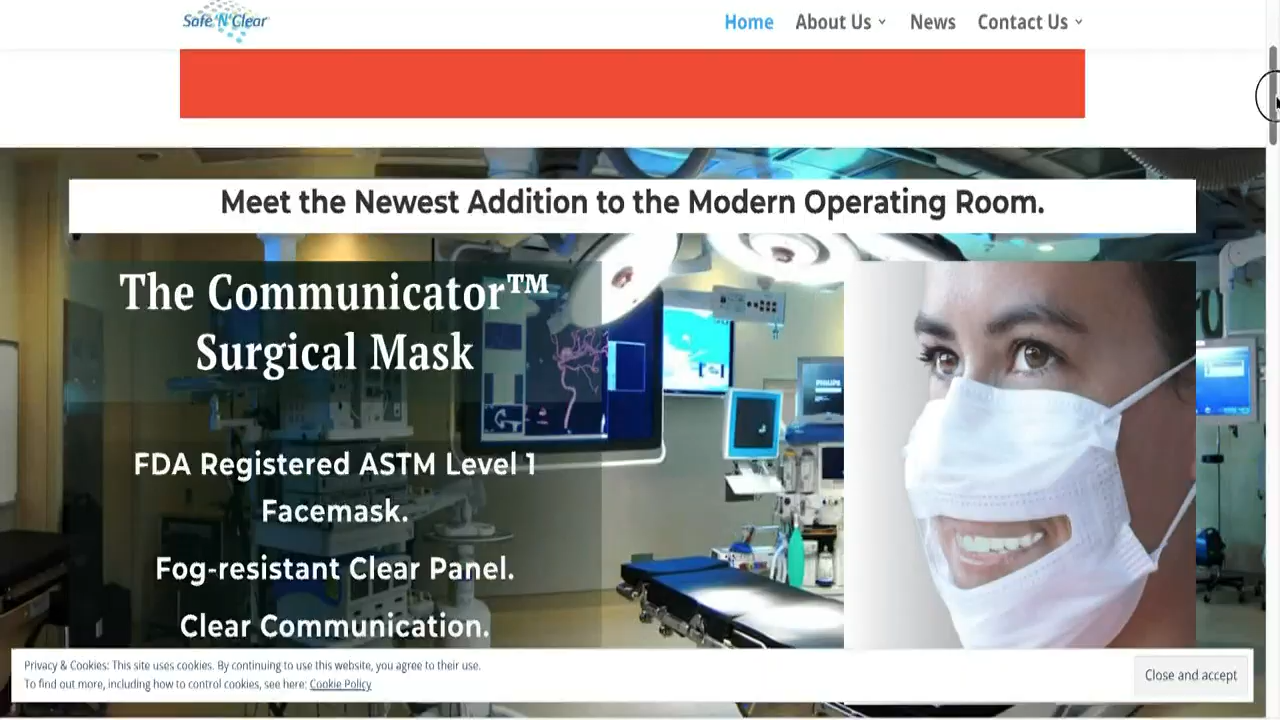 Safe 'N' Clear
Home About Us News Contact Us
Meet the Newest Addition to the Modern Operating Room.
The Communicator™
Surgical Mask
FDA Registered ASTM Level 1
Facemask.
Fog-resistant Clear Panel.
Clear Communication.
Privacy & Cookies: This site uses cookies. By continuing to use this website, you agree to their use.
To find out more, including how to control cookies, see here: Cookie Policy
Close and accept